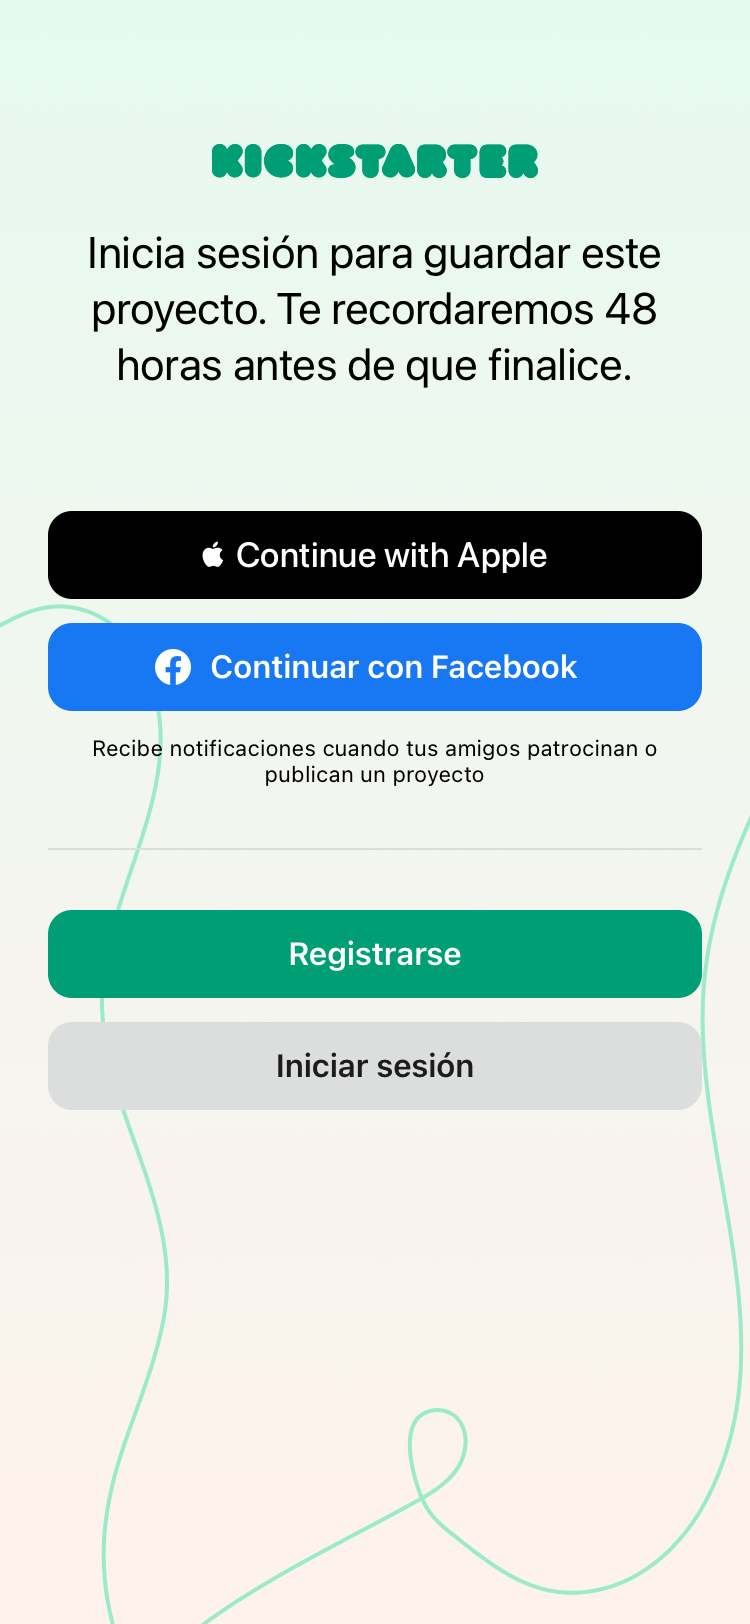 KICKSTARTER
Inicia sesión para guardar este
proyecto. Te recordaremos 48
horas antes de que finalice.
Continue with Apple
Continuar con Facebook
Recibe notificaciones cuando tus amigos patrocinan o
publican un proyecto
Registrarse
Iniciar sesión